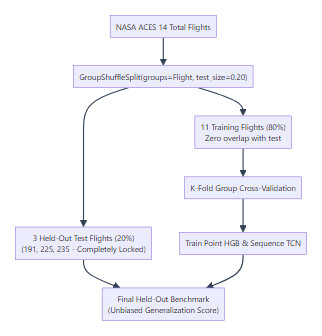 NASA ACES 14 Total Flights
GroupShuffleSplit(groups=Flight, test_size=0.20)
11 Training Flights (80%)
Zero overlap with test
K-Fold Group Cross-Validation
3 Held-Out Test Flights (20%)
(191, 225, 235 - Completely Locked)
Train Point HGB & Sequence TCN
Final Held-Out Benchmark
(Unbiased Generalization Score)